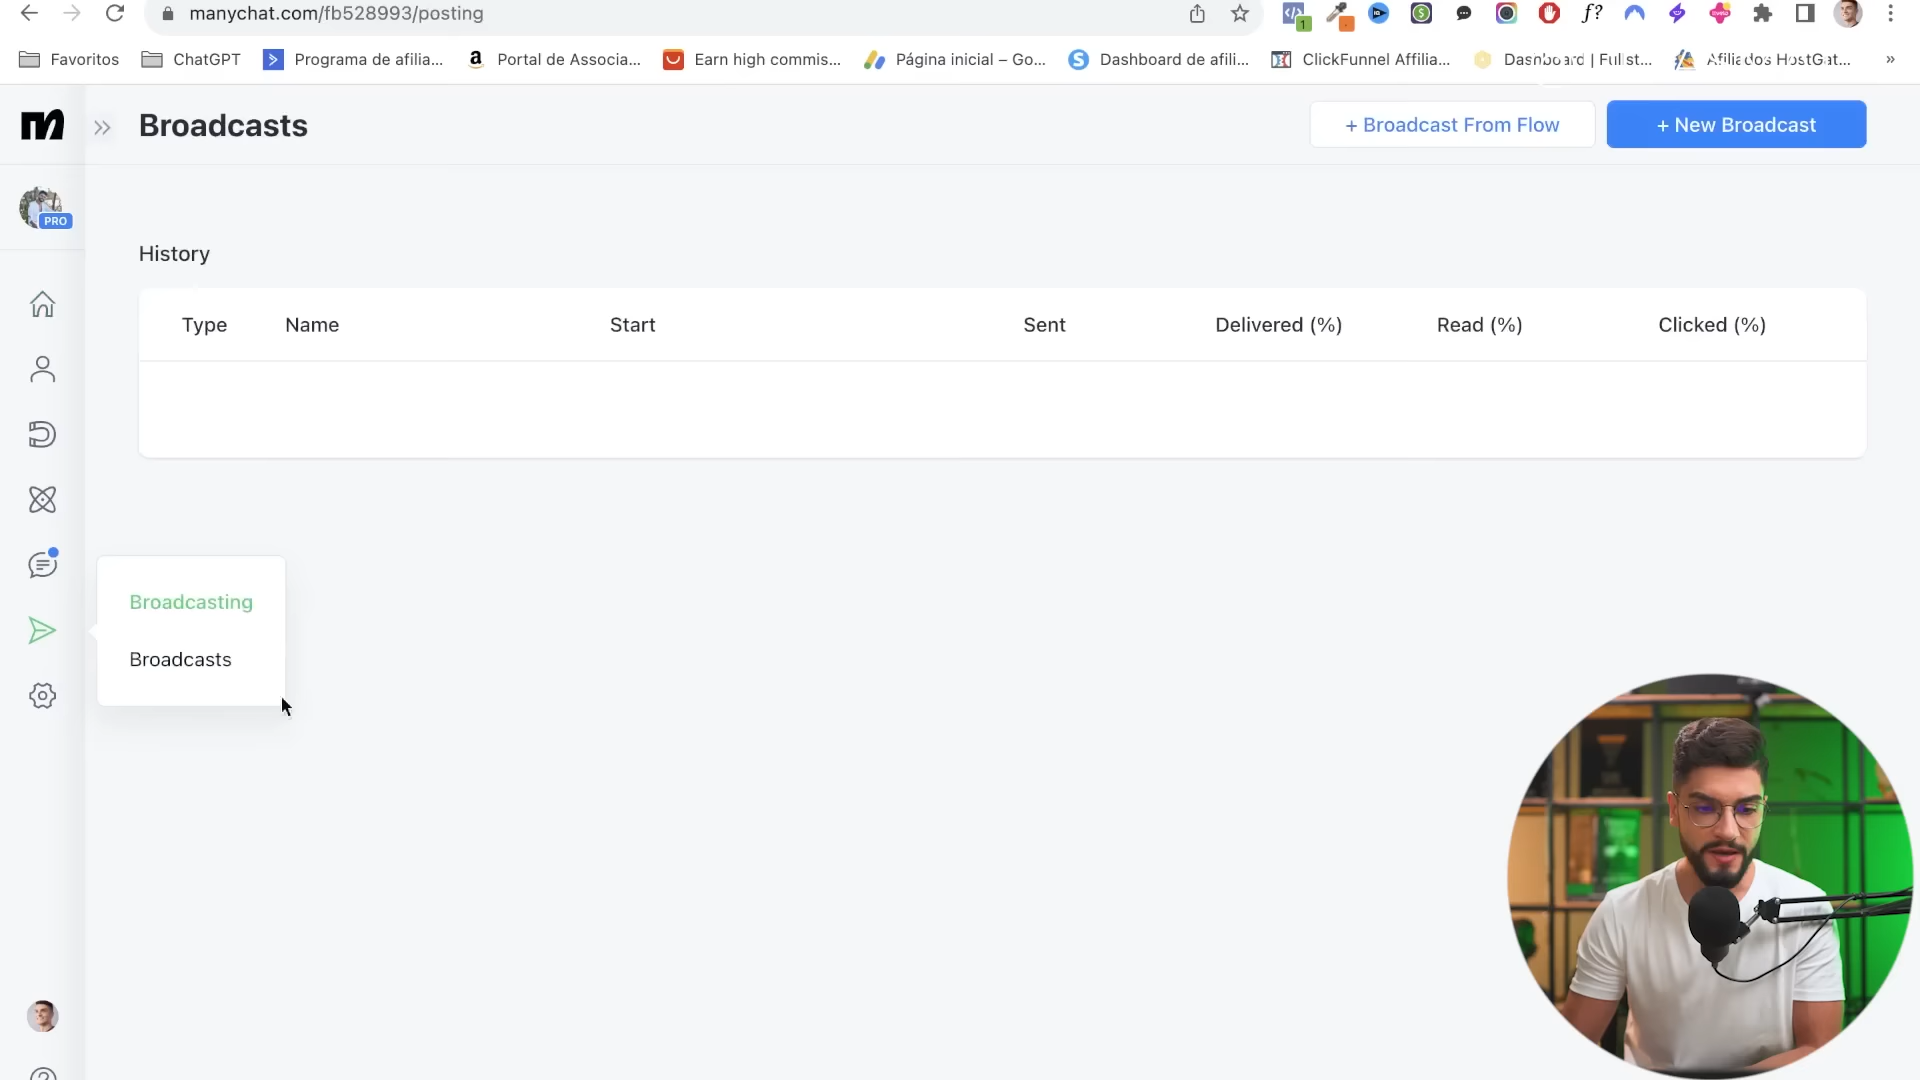 manychat.com/fb528993/posting
1
f?
Favoritos
ChatGPT
Programa de afilia...
Portal de Associa...
Earn high commis...
Página inicial – Go...
Dashboard de afili...
ClickFunnel Affilia...
Dashboard | Fullst...
Afiliados HostGat...
»
Broadcasts
+ Broadcast From Flow
+ New Broadcast
PRO
History
Type
Name
Start
Sent
Delivered (%)
Read (%)
Clicked (%)
Broadcasting
Broadcasts